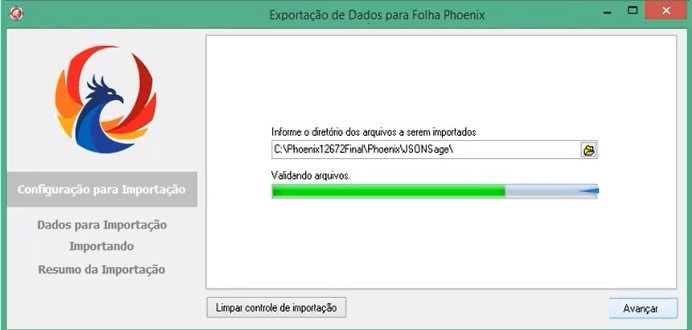 Exportação de Dados para Folha Phoenix
Informe o diretório dos arquivos a serem importados
C:\Phoenix12672Final\Phoenix\JSONSage\
Validando arquivos.
Configuração para Importação
Dados para Importação
Importando
Resumo da Importação
Limpar controle de importação
Avançar